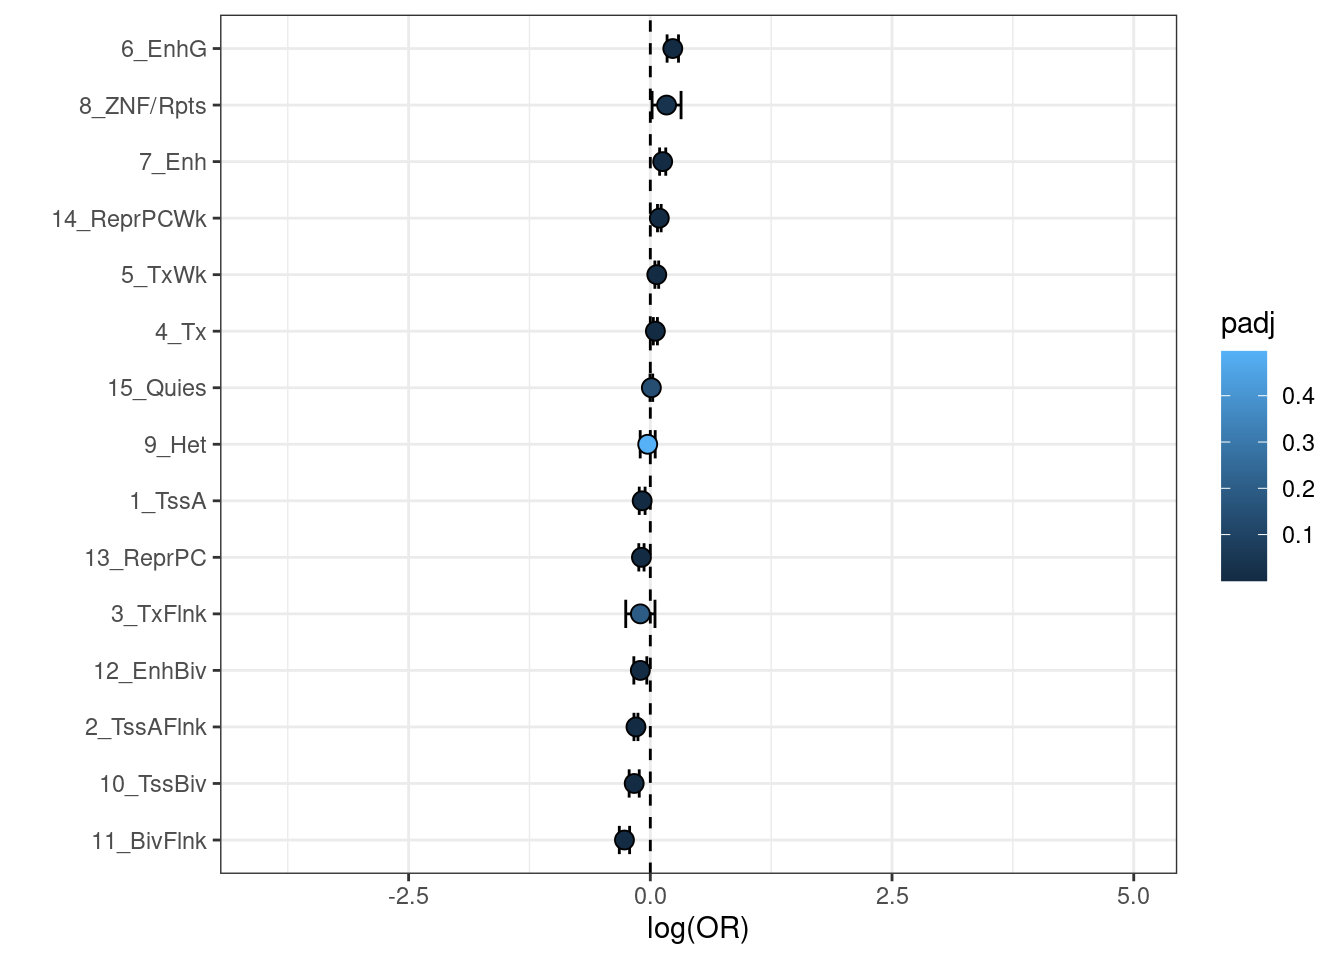 6_EnhG
8_ZNF/Rpts
7_Enh
14_ReprPCWk
5_TxWk
4_Tx
15_Quies
9_Het
1_TssA
13_ReprPC
3_TxFlnk
12_EnhBiv
2_TssAFlnk
10_TssBiv
11_BivFlnk
-2.5 0.0 2.5 5.0
log(OR)
padj
0.4
0.3
0.2
0.1